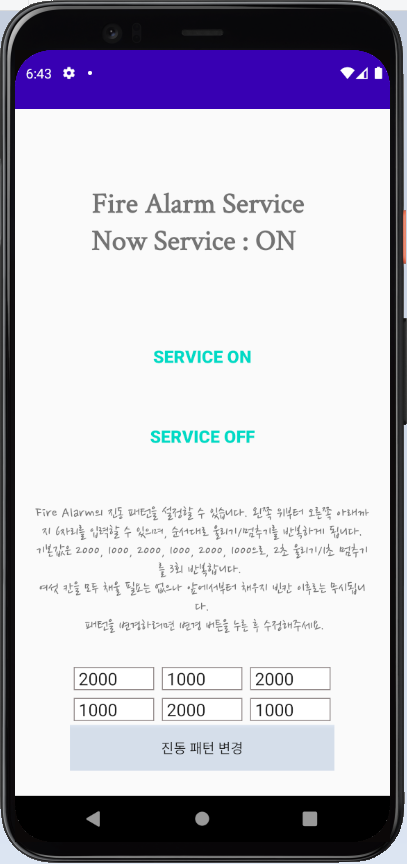 6:43
Fire Alarm Service
Now Service : ON
SERVICE ON
SERVICE OFF
Fire Alarm의 진동 패턴을 설정할 수 있습니다. 왼쪽 위부터 오른쪽 아래까
지 6자리를 입력할 수 있으며, 순서대로 울리기/멈추기를 반복하게 됩니다.
기본값은 2000, 1000, 2000, 1000, 2000, 1000으로, 2초 울리기/1초 멈추기
를 3회 반복합니다.
여섯 칸을 모두 채울 필요는 없으나 앞에서부터 채우지 빈칸 이후로는 무시됩니
다.
패턴을 변경하려면 변경 버튼을 누른 후 수정해주세요.
2000 1000 2000
1000 2000 1000
진동 패턴 변경